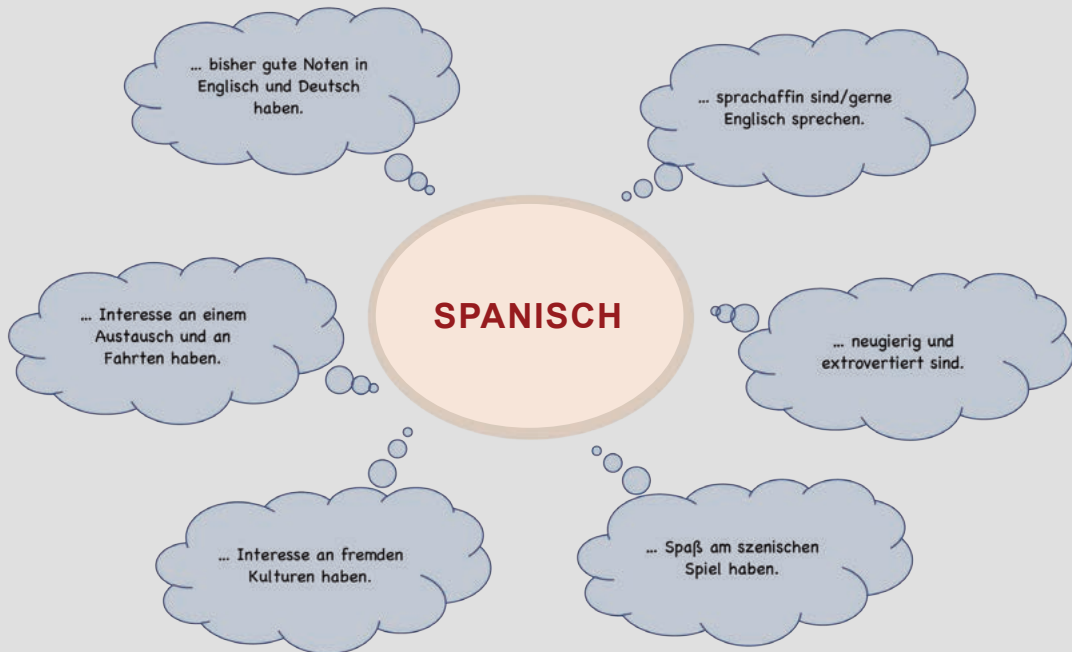 ... bisher gute Noten in
Englisch und Deutsch
haben.
... sprachaffin sind/gerne
Englisch sprechen.
SPANISCH
... Interesse an einem
Austausch und an
Fahrten haben.
... neugierig und
extrovertiert sind.
... Interesse an fremden
Kulturen haben.
... Spaß am szenischen
Spiel haben.